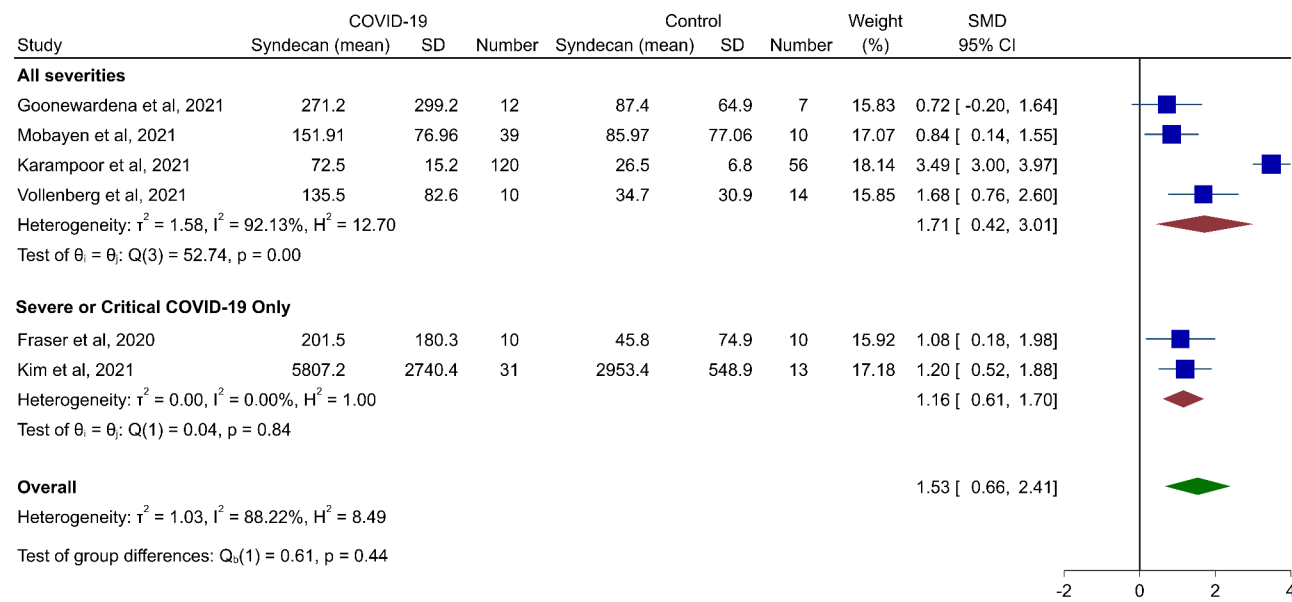 COVID-19 Control Weight SMD
Study Syndecan (mean) SD Number Syndecan (mean) SD Number (%) 95% CI
All severities
Goonewardena et al, 2021 271.2 299.2 12 87.4 64.9 7 15.83 0.72 [ -0.20, 1.64]
Mobayen et al, 2021 151.91 76.96 39 85.97 77.06 10 17.07 0.84 [ 0.14, 1.55]
Karampoor et al, 2021 72.5 15.2 120 26.5 6.8 56 18.14 3.49 [ 3.00, 3.97]
Vollenberg et al, 2021 135.5 82.6 10 34.7 30.9 14 15.85 1.68 [ 0.76, 2.60]
Heterogeneity: τ² = 1.58, I² = 92.13%, H² = 12.70 1.71 [ 0.42, 3.01]
Test of θᵢ = θⱼ: Q(3) = 52.74, p = 0.00
Severe or Critical COVID-19 Only
Fraser et al, 2020 201.5 180.3 10 45.8 74.9 10 15.92 1.08 [ 0.18, 1.98]
Kim et al, 2021 5807.2 2740.4 31 2953.4 548.9 13 17.18 1.20 [ 0.52, 1.88]
Heterogeneity: τ² = 0.00, I² = 0.00%, H² = 1.00 1.16 [ 0.61, 1.70]
Test of θᵢ = θⱼ: Q(1) = 0.04, p = 0.84
Overall 1.53 [ 0.66, 2.41]
Heterogeneity: τ² = 1.03, I² = 88.22%, H² = 8.49
Test of group differences: Q_b(1) = 0.61, p = 0.44
-2 0 2 4